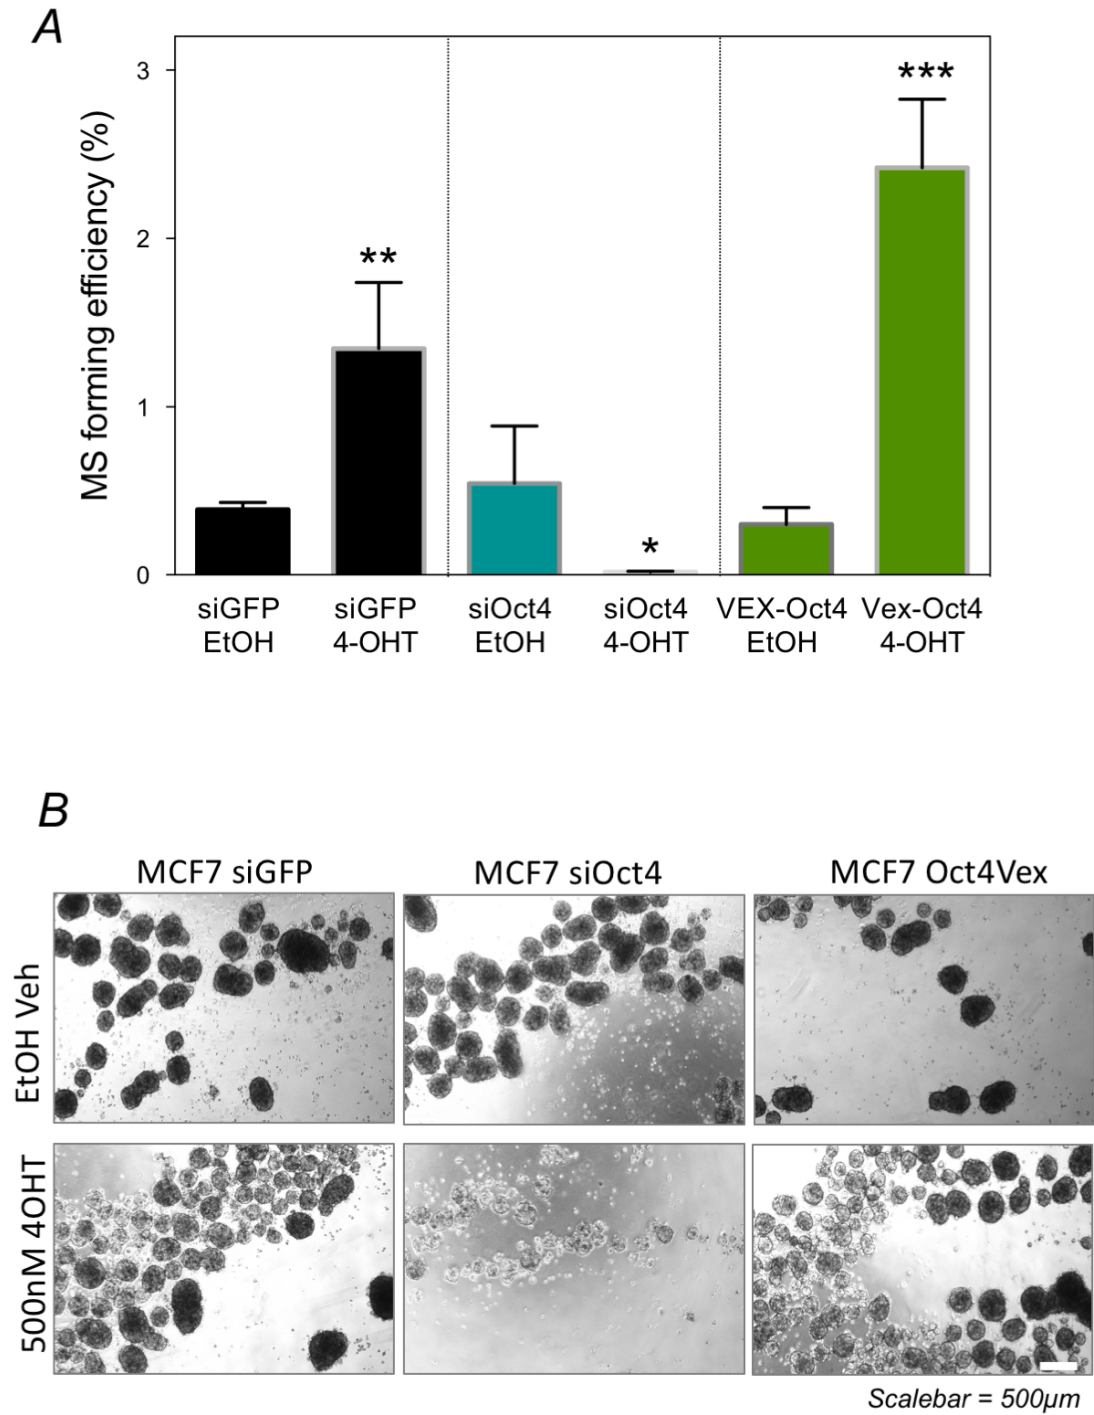 A
MS forming efficiency (%)
3
2
1
0
**
*
***
siGFP EtOH
siGFP 4-OHT
siOct4 EtOH
siOct4 4-OHT
VEX-Oct4 EtOH
Vex-Oct4 4-OHT
B
MCF7 siGFP
MCF7 siOct4
MCF7 Oct4Vex
EtOH Veh
500nM 4OHT
Scalebar = 500µm